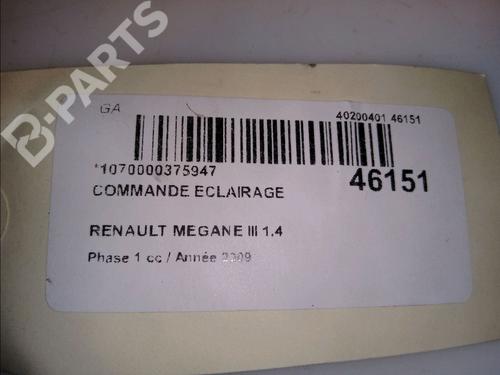 B-PARTS
GA
40200401 46151
*1070000375947
46151
COMMANDE ECLAIRAGE
RENAULT MEGANE III 1.4
Phase 1 cc / Année 2009